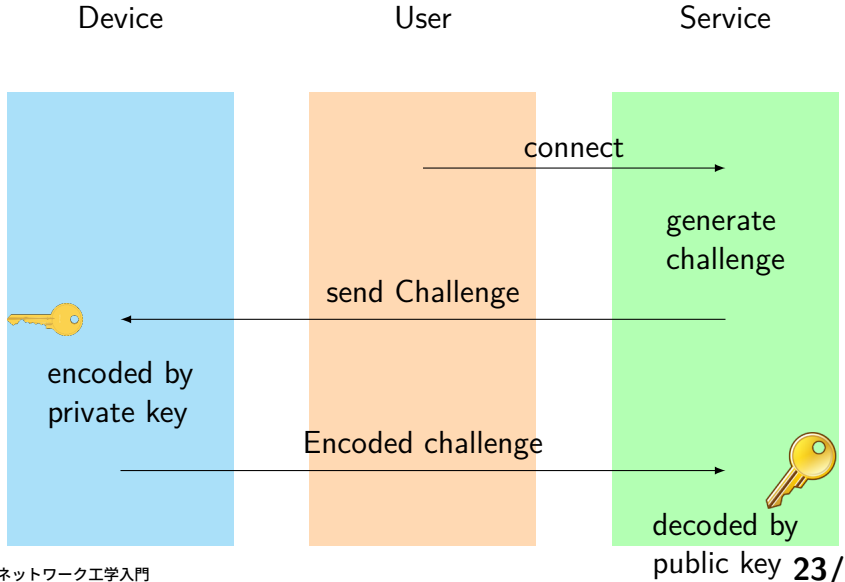 Device
User
Service
connect
generate
challenge
send Challenge
encoded by
private key
Encoded challenge
decoded by
public key
ネットワーク工学入門
23/